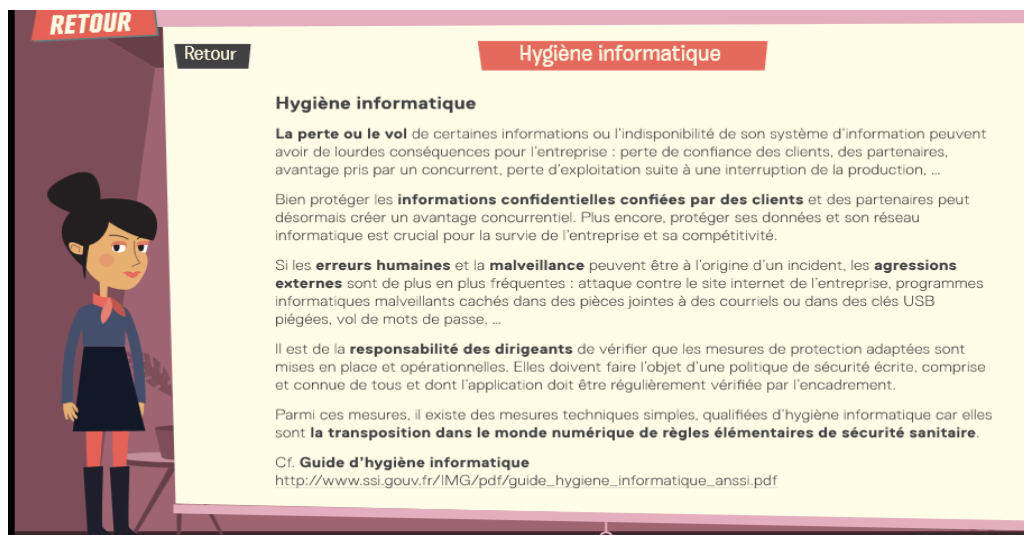 RETOUR
Retour
Hygiène informatique
Hygiène informatique
La perte ou le vol de certaines informations ou l'indisponibilité de son système d'information peuvent
avoir de lourdes conséquences pour l'entreprise : perte de confiance des clients, des partenaires,
avantage pris par un concurrent, perte d'exploitation suite à une interruption de la production, ...
Bien protéger les informations confidentielles confiées par des clients et des partenaires peut
désormais créer un avantage concurrentiel. Plus encore, protéger ses données et son réseau
informatique est crucial pour la survie de l'entreprise et sa compétitivité.
Si les erreurs humaines et la malveillance peuvent être à l'origine d'un incident, les agressions
externes sont de plus en plus fréquentes : attaque contre le site internet de l'entreprise, programmes
informatiques malveillants cachés dans des pièces jointes à des courriels ou dans des clés USB
piégées, vol de mots de passe, ...
Il est de la responsabilité des dirigeants de vérifier que les mesures de protection adaptées sont
mises en place et opérationnelles. Elles doivent faire l'objet d'une politique de sécurité écrite, comprise
et connue de tous et dont l'application doit être régulièrement vérifiée par l'encadrement.
Parmi ces mesures, il existe des mesures techniques simples, qualifiées d'hygiène informatique car elles
sont la transposition dans le monde numérique de règles élémentaires de sécurité sanitaire.
Cf. Guide d'hygiène informatique
http://www.ssi.gouv.fr/IMG/pdf/guide_hygiene_informatique_anssi.pdf